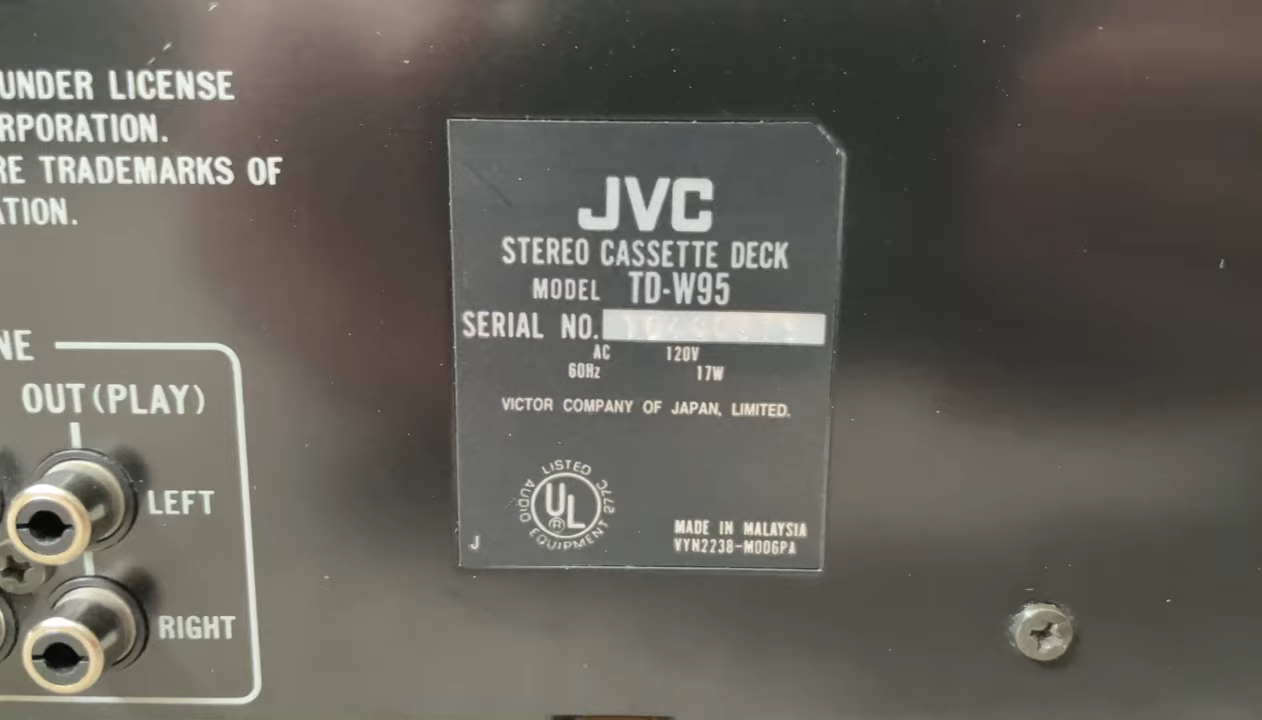 UNDER LICENSE
RPORATION.
RE TRADEMARKS OF
ATION.
NE
OUT (PLAY)
LEFT
RIGHT
JVC
STEREO CASSETTE DECK
MODEL TD-W95
SERIAL NO.
AC 120V
60Hz 17W
VICTOR COMPANY OF JAPAN, LIMITED.
LISTED
UL
®
AUDIO EQUIPMENT 277C
J
MADE IN MALAYSIA
VYN2238-M006PA